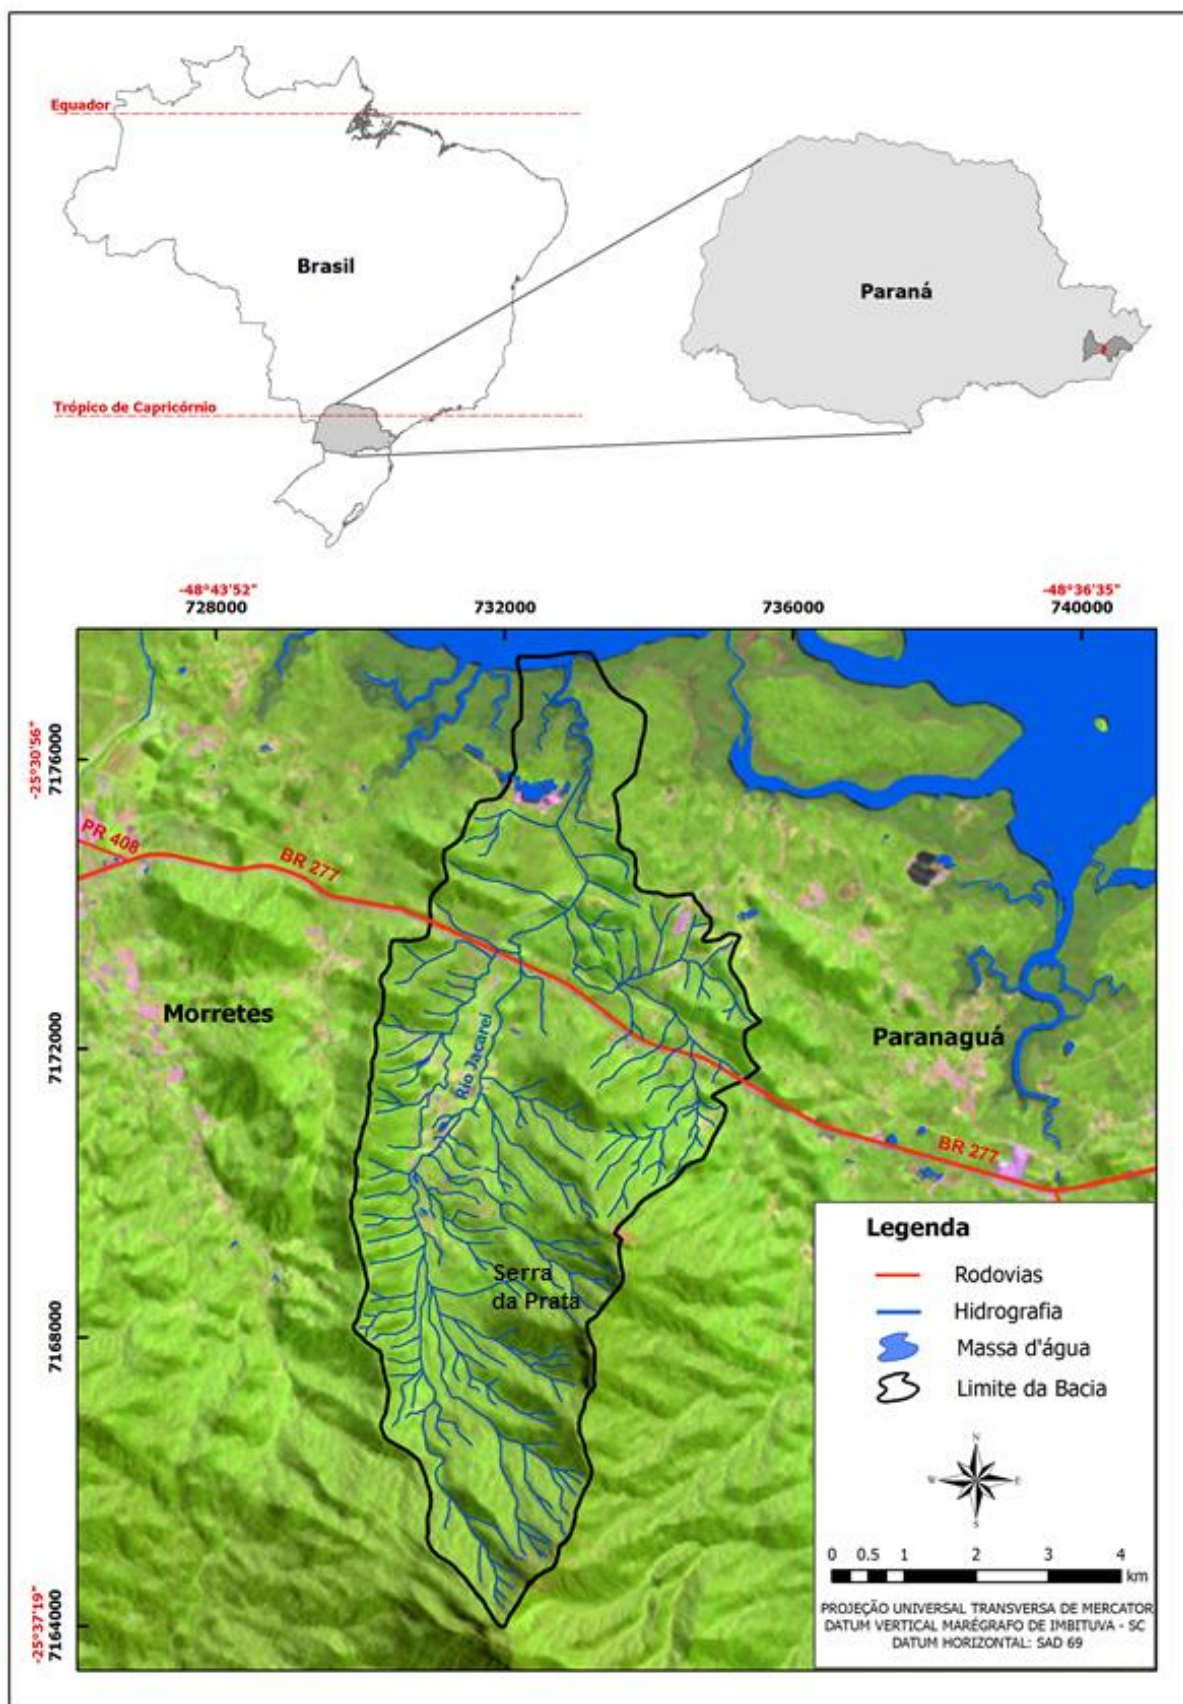 Equador
Brasil
Paraná
Trópico de Capricórnio
-48°43'52"
-48°36'35"
728000
732000
736000
740000
-25°30'56"
7176000
PR 408
BR 277
Morretes
Paranaguá
7172000
Rio Jacareí
BR 277
Serra
da Prata
7168000
-25°37'19"
7164000
Legenda
Rodovias
Hidrografia
Massa d'água
Limite da Bacia
N
W
E
S
0 0.5 1 2 3 4
km
PROJEÇÃO UNIVERSAL TRANSVERSA DE MERCATOR
DATUM VERTICAL MARÉGRAFO DE IMBITUVA - SC
DATUM HORIZONTAL: SAD 69